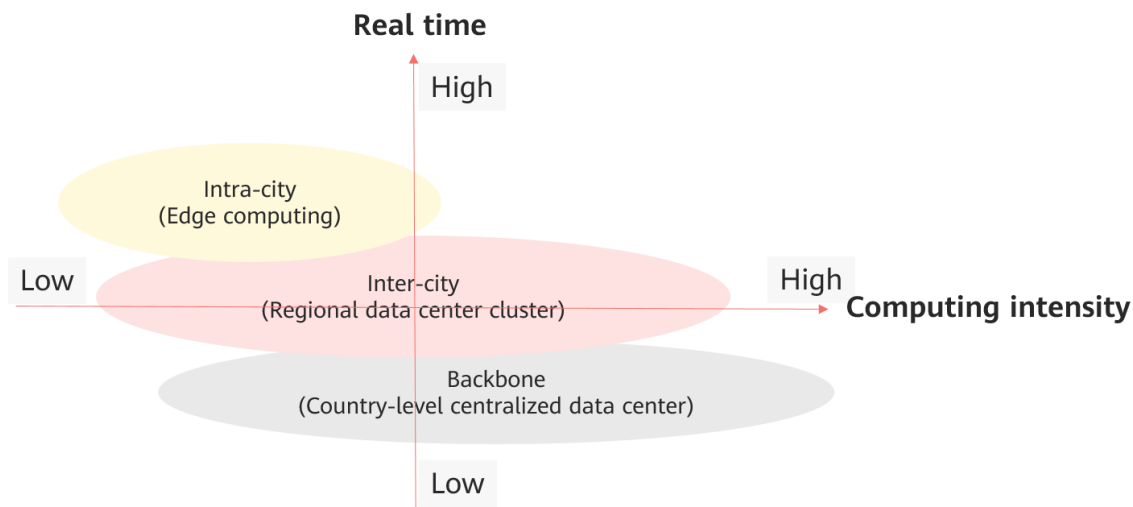 Real time
High
Intra-city
(Edge computing)
Low
Inter-city
(Regional data center cluster)
High
Computing intensity
Backbone
(Country-level centralized data center)
Low